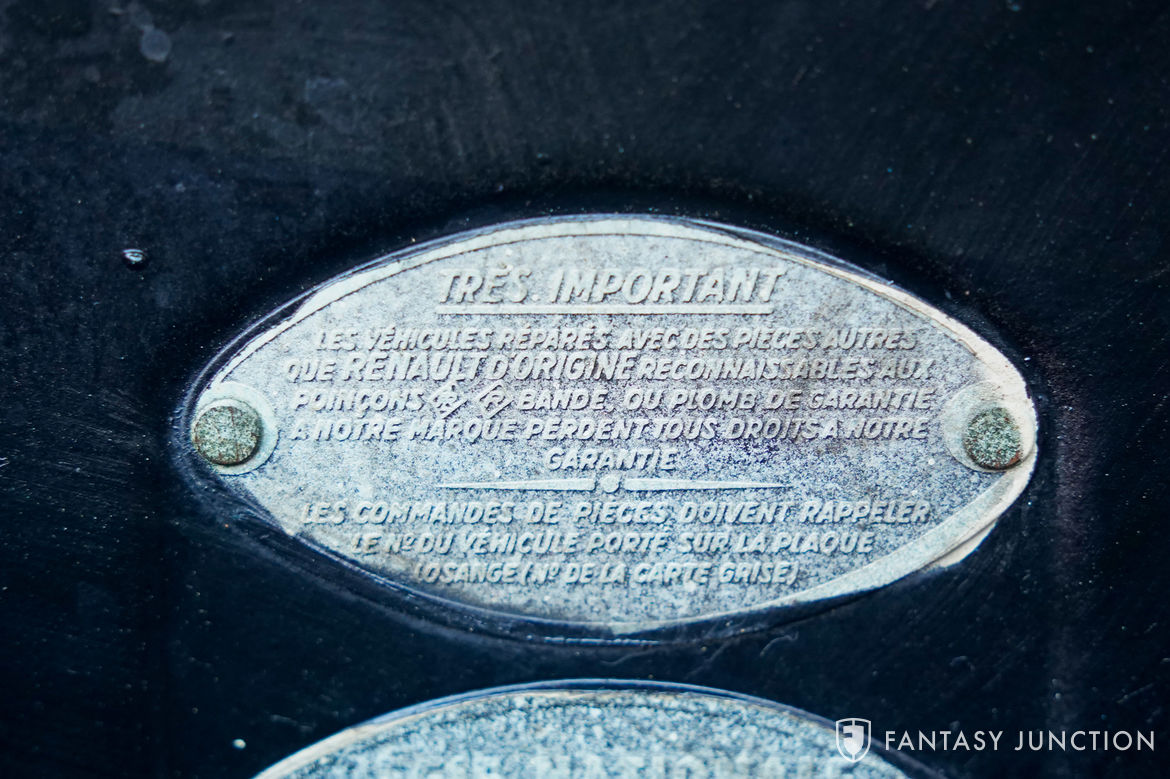 TRÈS. IMPORTANT
LES VÉHICULES RÉPARÉS AVEC DES PIÈCES AUTRES
QUE RENAULT D'ORIGINE RECONNAISSABLES AUX
POINÇONS R R BANDE. OU PLOMB DE GARANTIE
A NOTRE MARQUE PERDENT TOUS DROITS A NOTRE
GARANTIE
LES COMMANDES DE PIÈCES DOIVENT RAPPELER
LE Nº DU VÉHICULE PORTÉ SUR LA PLAQUE
LOSANGE (Nº DE LA CARTE GRISE)
FANTASY JUNCTION